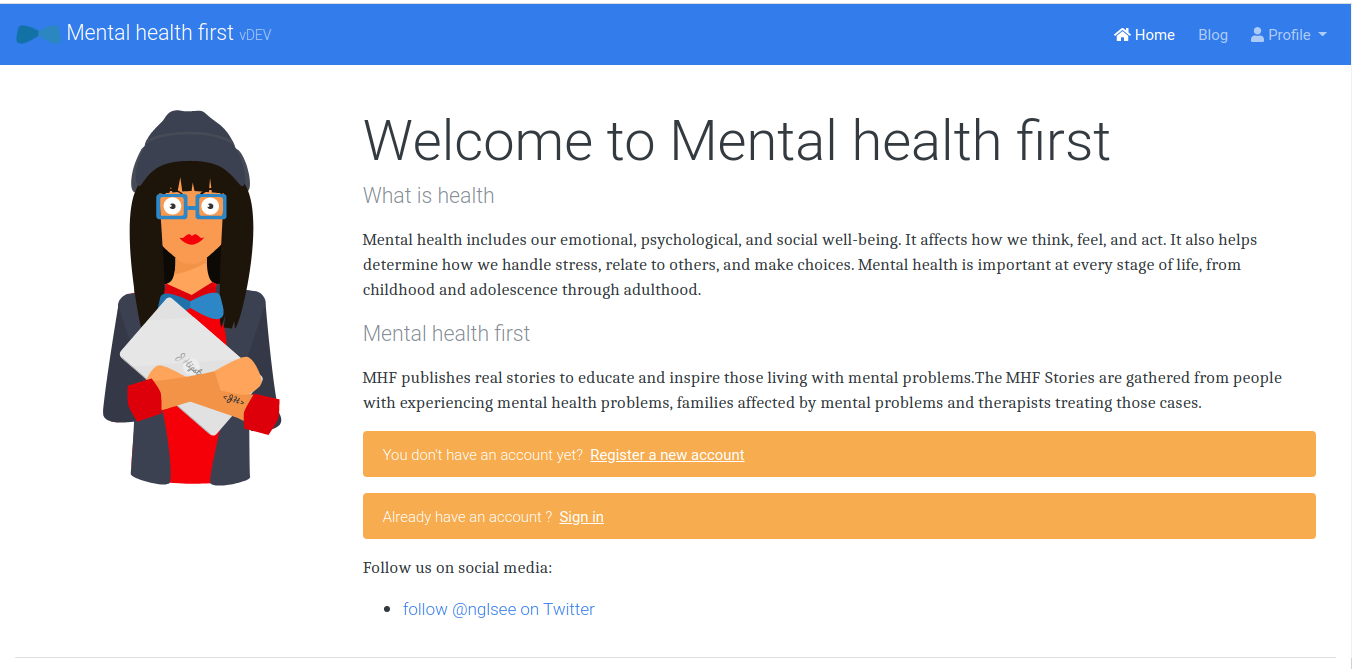 Mental health first vDEV
Home Blog Profile
Welcome to Mental health first
What is health
Mental health includes our emotional, psychological, and social well-being. It affects how we think, feel, and act. It also helps
determine how we handle stress, relate to others, and make choices. Mental health is important at every stage of life, from
childhood and adolescence through adulthood.
Mental health first
MHF publishes real stories to educate and inspire those living with mental problems.The MHF Stories are gathered from people
with experiencing mental health problems, families affected by mental problems and therapists treating those cases.
You don't have an account yet? Register a new account
Already have an account ? Sign in
Follow us on social media:
follow @nglsee on Twitter
<JH>